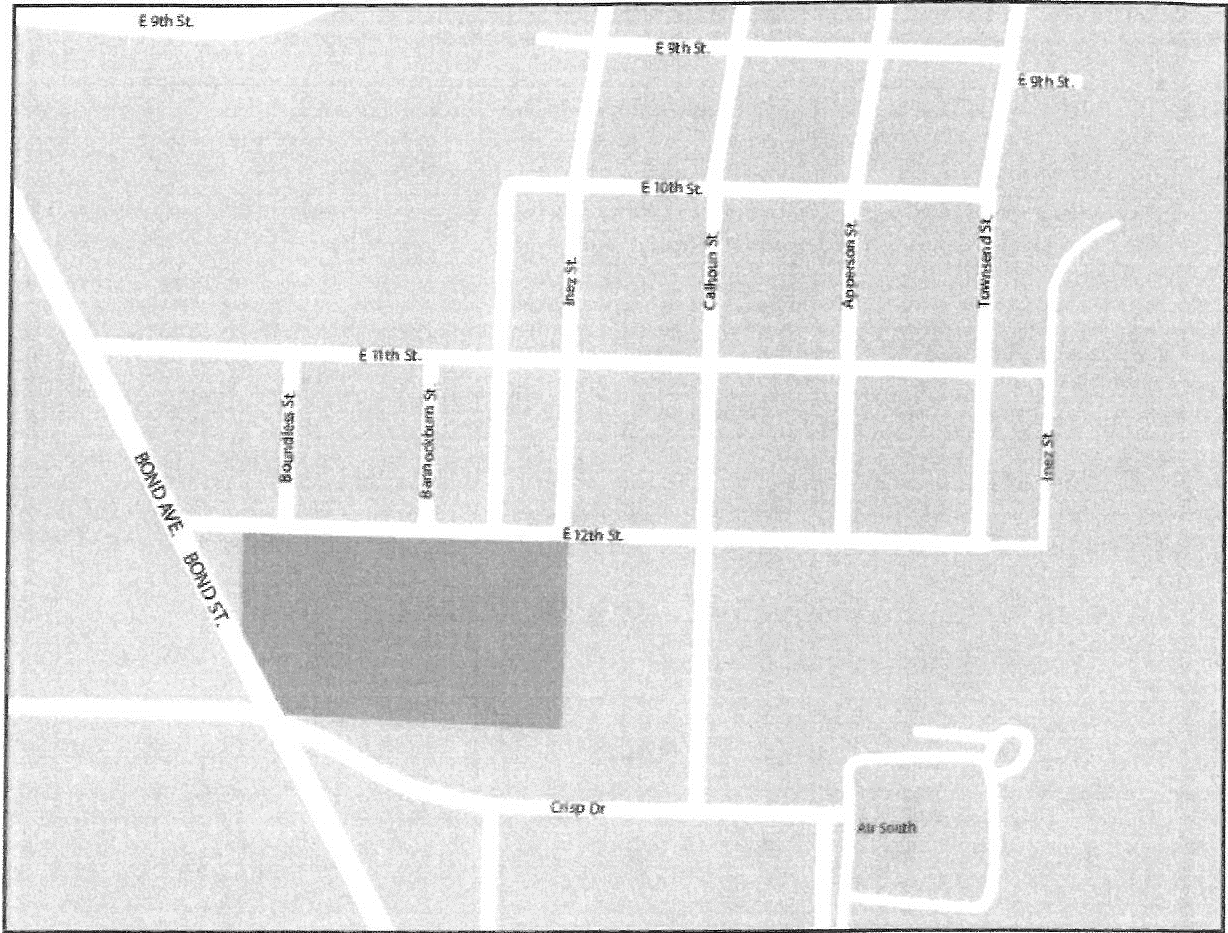 E 9th St.
E 9th St.
E 9th St.
E 10th St.
Inez St.
Calhoun St.
Apperson St.
Townsend St.
E 11th St.
Boundless St.
Bannockburn St.
Inez St.
BOND AVE.
BOND ST.
E 12th St.
Crisp Dr
Air South